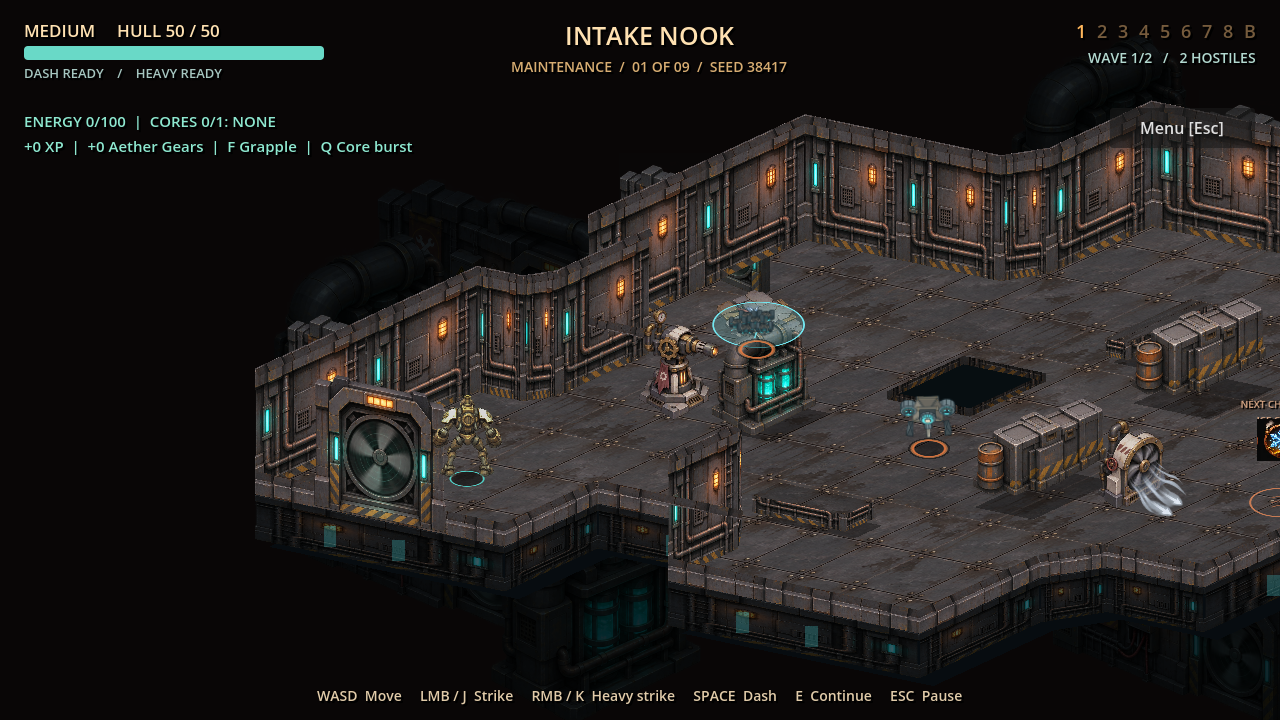 MEDIUM HULL 50 / 50
DASH READY / HEAVY READY
ENERGY 0/100 | CORES 0/1: NONE
+0 XP | +0 Aether Gears | F Grapple | Q Core burst
INTAKE NOOK
MAINTENANCE / 01 OF 09 / SEED 38417
1 2 3 4 5 6 7 8 B
WAVE 1/2 / 2 HOSTILES
Menu [Esc]
NEXT CH
WASD Move LMB / J Strike RMB / K Heavy strike SPACE Dash E Continue ESC Pause